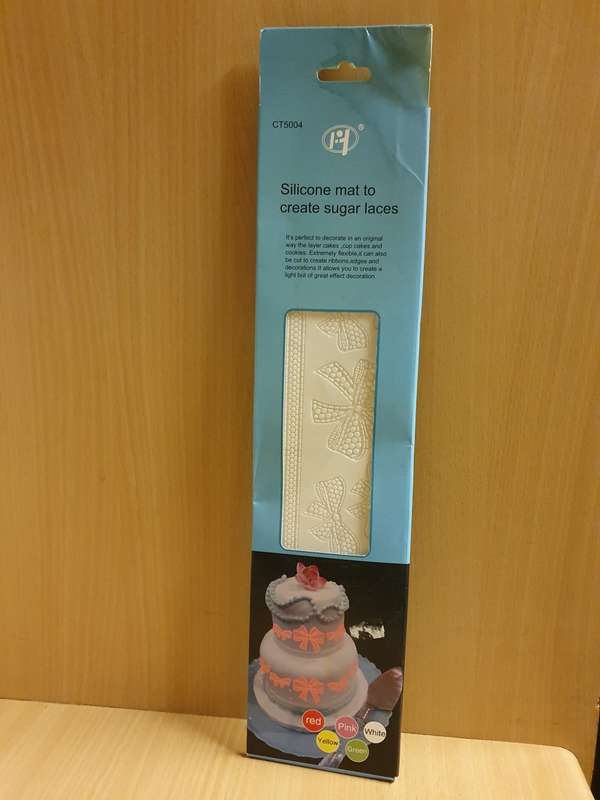 CT5004
H®
Silicone mat to
create sugar laces
It's perfect to decorate in an original
way the layer cakes ,cup cakes and
cookies. Extremely flexible,it can also
be cut to create ribbons,edges and
decorations.It allows you to create a
light but of great effect decoration.
red
Pink
White
Yellow
Green